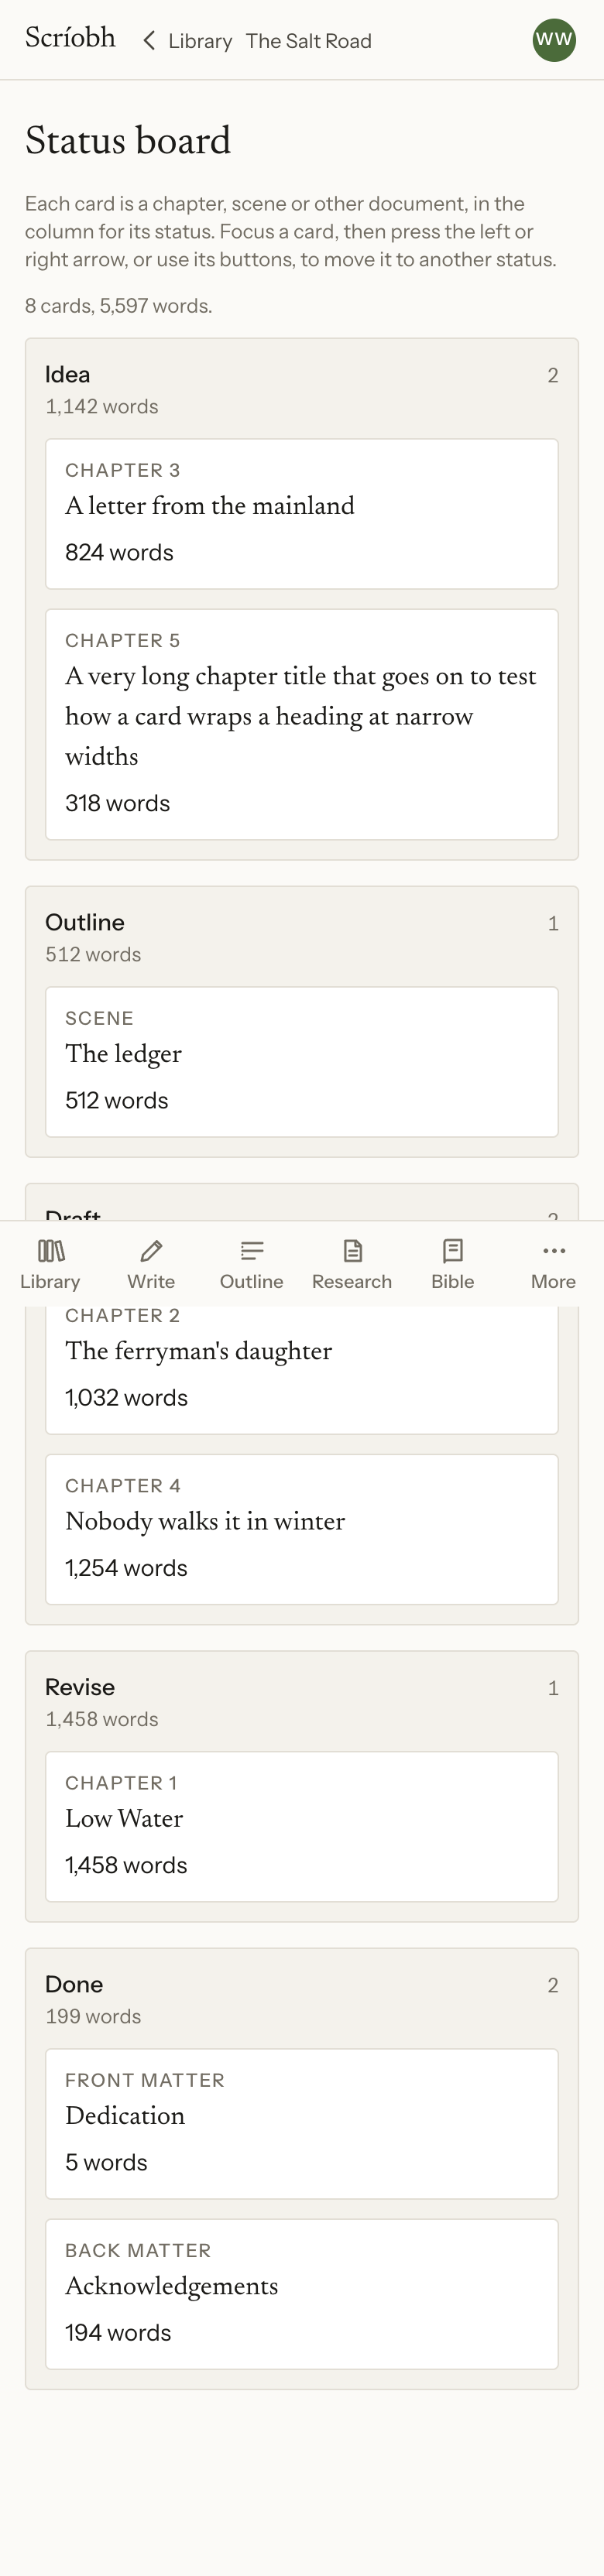 Scríobh
Library The Salt Road
WW
Status board
Each card is a chapter, scene or other document, in the
column for its status. Focus a card, then press the left or
right arrow, or use its buttons, to move it to another status.
8 cards, 5,597 words.
Idea 2
1,142 words
CHAPTER 3
A letter from the mainland
824 words
CHAPTER 5
A very long chapter title that goes on to test
how a card wraps a heading at narrow
widths
318 words
Outline 1
512 words
SCENE
The ledger
512 words
Draft 2
Library Write Outline Research Bible More
CHAPTER 2
The ferryman's daughter
1,032 words
CHAPTER 4
Nobody walks it in winter
1,254 words
Revise 1
1,458 words
CHAPTER 1
Low Water
1,458 words
Done 2
199 words
FRONT MATTER
Dedication
5 words
BACK MATTER
Acknowledgements
194 words